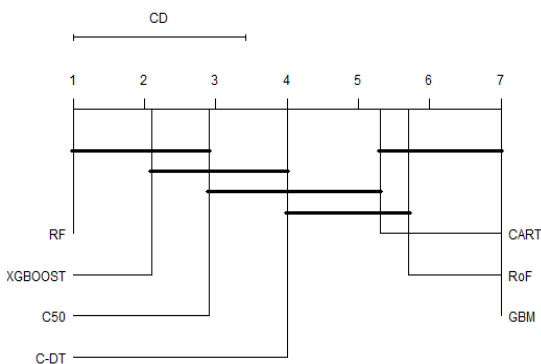 CD
1 2 3 4 5 6 7
RF CART
XGBOOST RoF
C50 GBM
C-DT